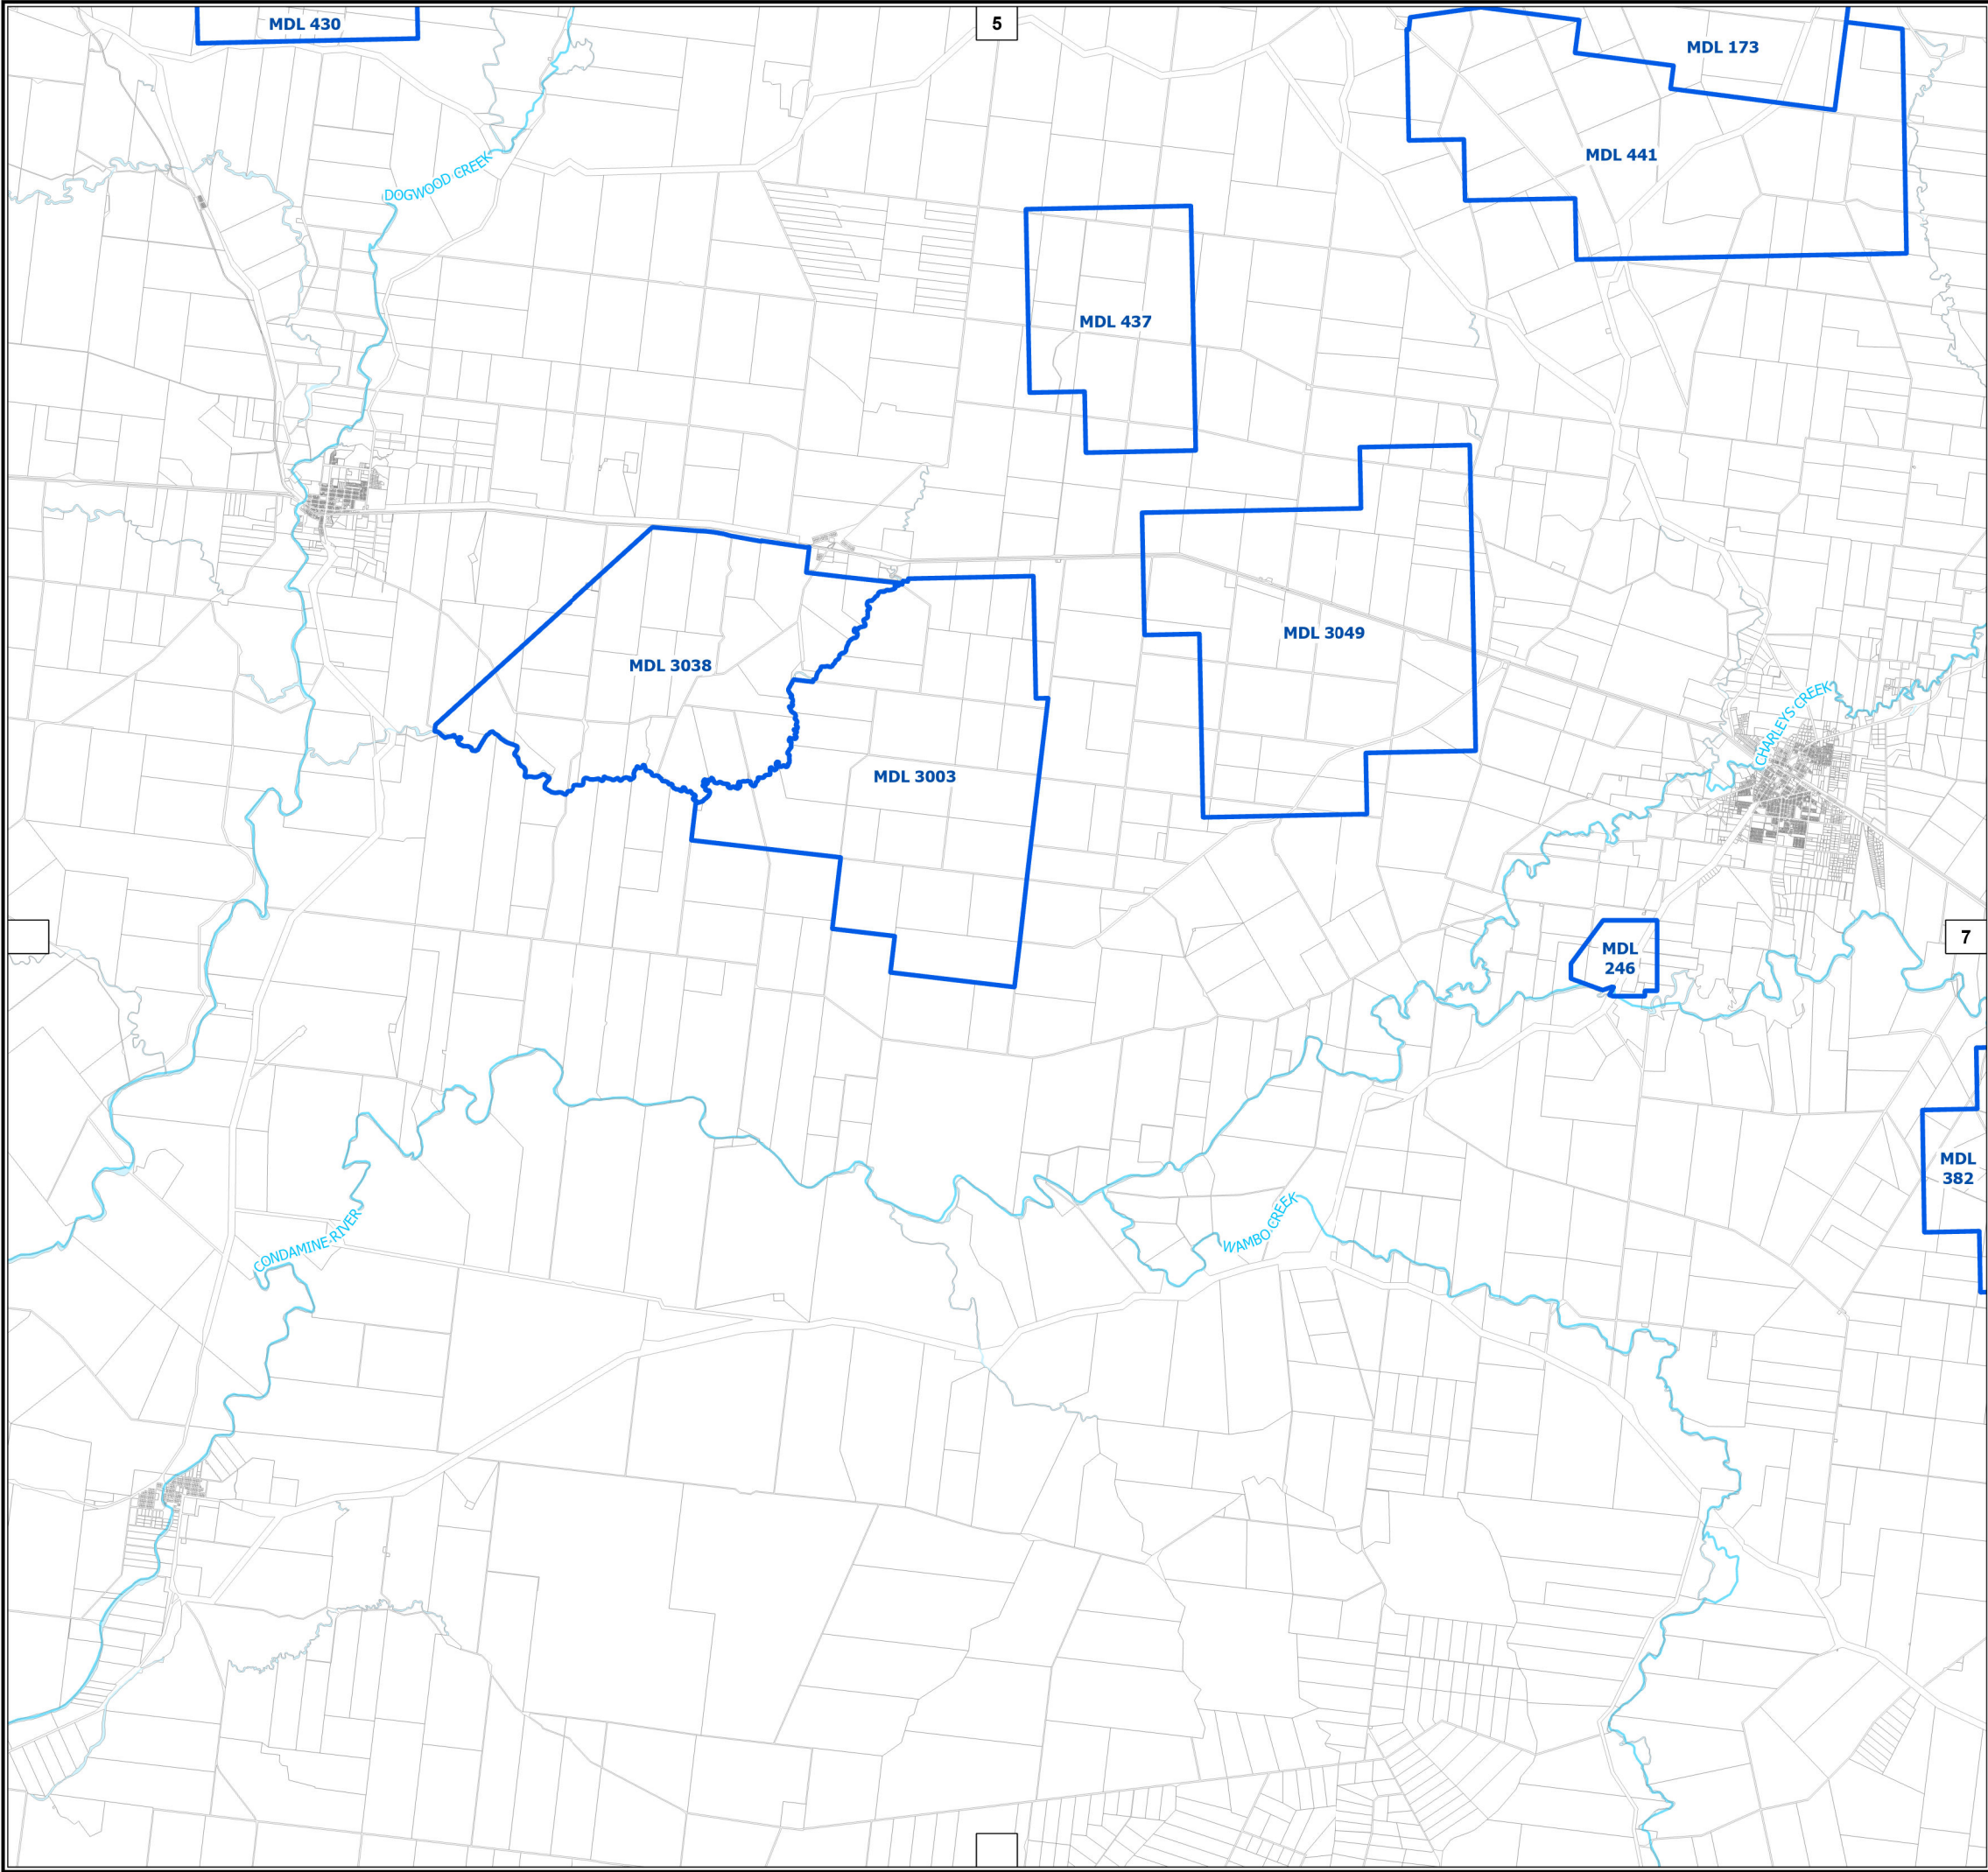 MDL 430
5
MDL 173
MDL 441
DOGWOOD CREEK
MDL 437
MDL 3049
MDL 3038
CHARLEYS CREEK
MDL 3003
7
MDL
246
MDL
382
WAMBO CREEK
CONDAMINE RIVER